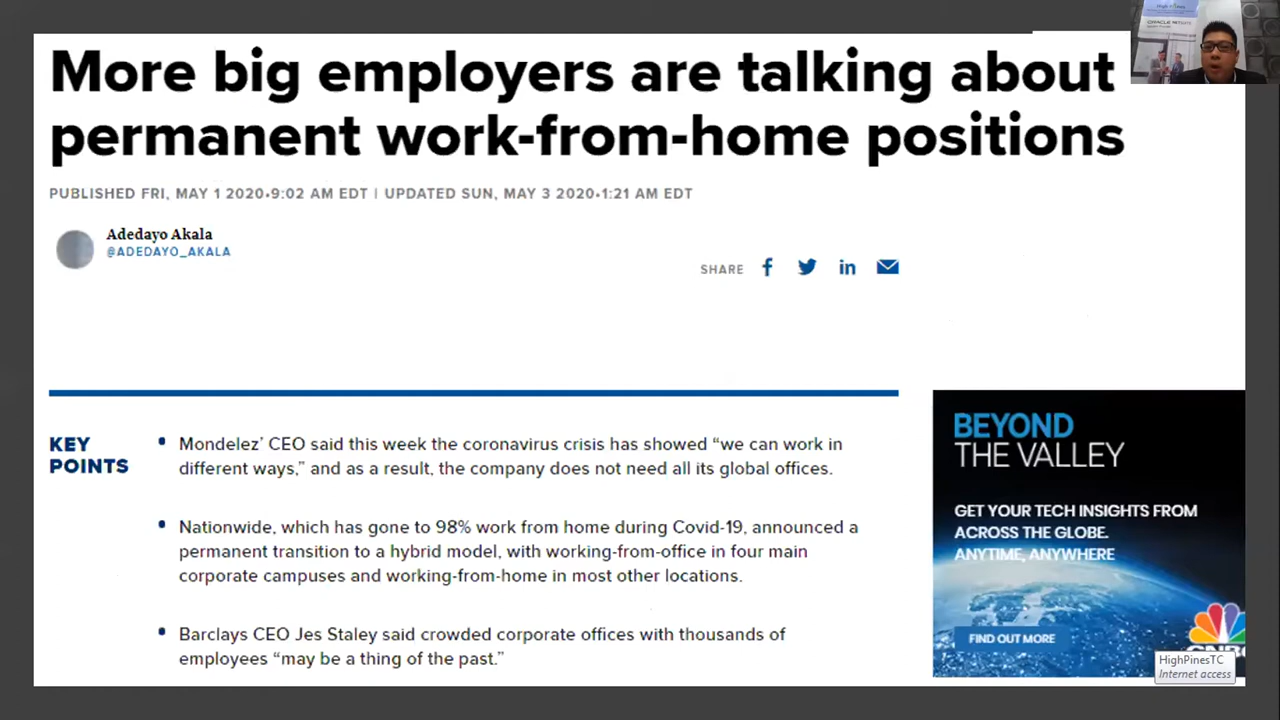 More big employers are talking about
permanent work-from-home positions
PUBLISHED FRI, MAY 1 2020•9:02 AM EDT | UPDATED SUN, MAY 3 2020•1:21 AM EDT
Adedayo Akala
@ADEDAYO_AKALA
SHARE
KEY
POINTS
Mondelez’ CEO said this week the coronavirus crisis has showed “we can work in
different ways,” and as a result, the company does not need all its global offices.
Nationwide, which has gone to 98% work from home during Covid-19, announced a
permanent transition to a hybrid model, with working-from-office in four main
corporate campuses and working-from-home in most other locations.
Barclays CEO Jes Staley said crowded corporate offices with thousands of
employees “may be a thing of the past.”
BEYOND
THE VALLEY
GET YOUR TECH INSIGHTS FROM
ACROSS THE GLOBE.
ANYTIME, ANYWHERE
FIND OUT MORE
HighPinesTC
Internet access
ORACLE